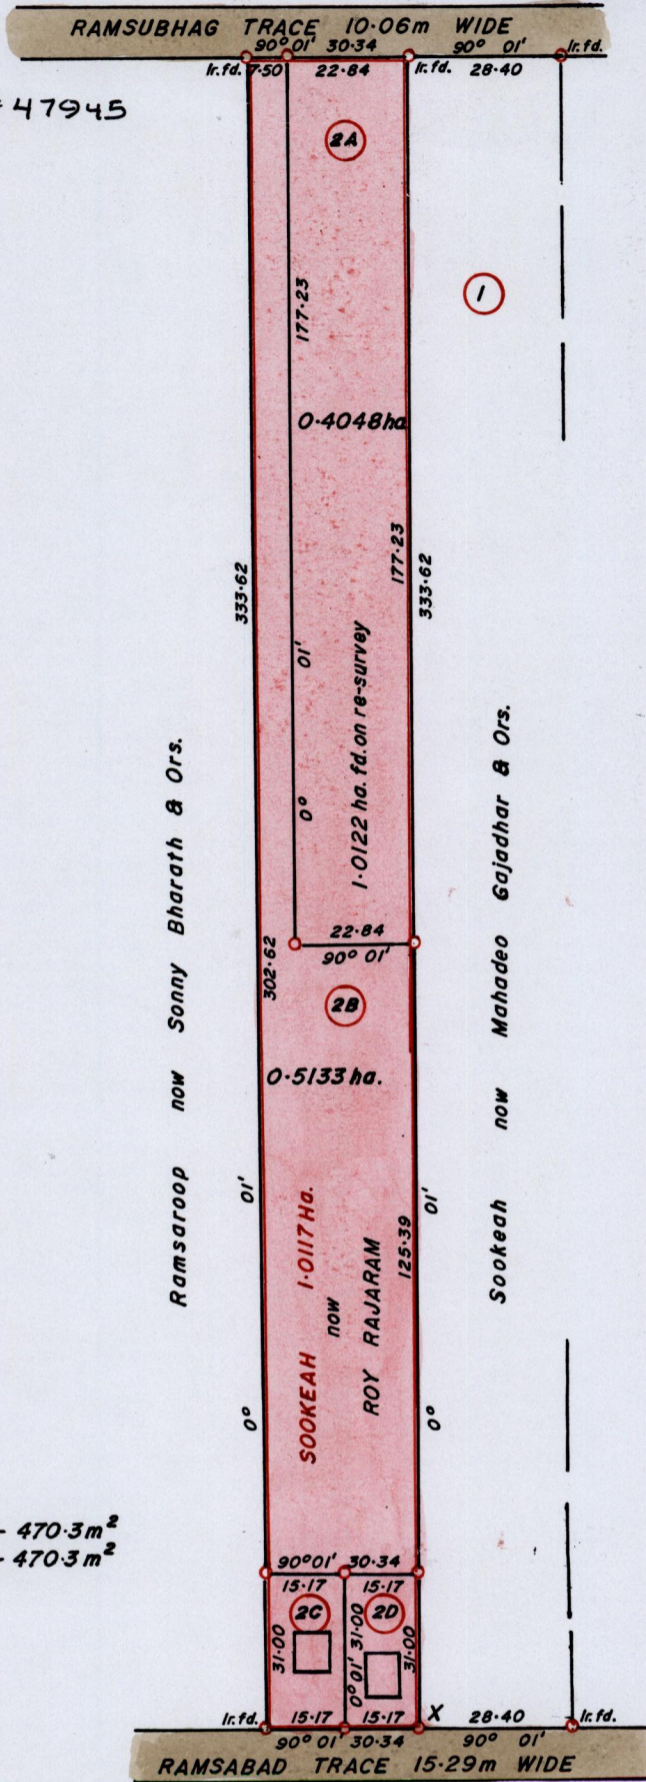 RAMSUBHAG TRACE 10·06m WIDE
90° 01' 30·34 90° 01' Ir.fd.
Ir.fd. 7·50 22·84 Ir.fd. 28·40
47945
2A
1
177·23
0·4048ha
177·23
333·62
333·62
01'
0°
1·0122 ha. fd. on re-survey
22·84
90° 01'
302·62
2B
0·5133 ha.
Ramsaroop now Sonny Bharath & Ors.
Sookeah now Mahadeo Gajadhar & Ors.
01'
0°
SOOKEAH 1·0117 Ha.
now
ROY RAJARAM
125·39
01'
0°
- 470·3 m²
- 470·3 m²
90°01' 30·34
15·17 15·17
2C 2D
31·00
0° 01' 31·00
31·00
Ir.fd. 15·17 15·17 X 28·40 Ir.fd.
90° 01' 30·34 90° 01'
RAMSABAD TRACE 15·29m WIDE